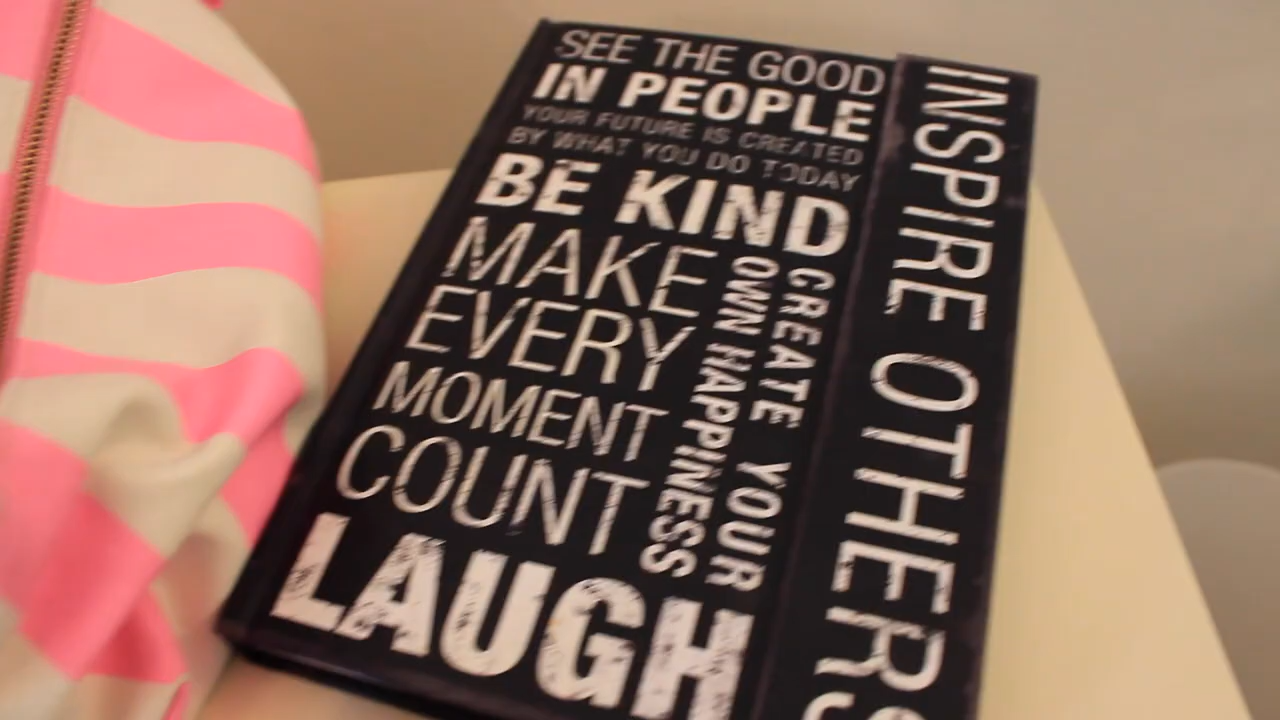 SEE THE GOOD
IN PEOPLE
YOUR FUTURE IS CREATED
BY WHAT YOU DO TODAY
BE KIND
MAKE
EVERY
MOMENT
COUNT
CREATE YOUR
OWN HAPPINESS
LAUGH
INSPIRE OTHERS